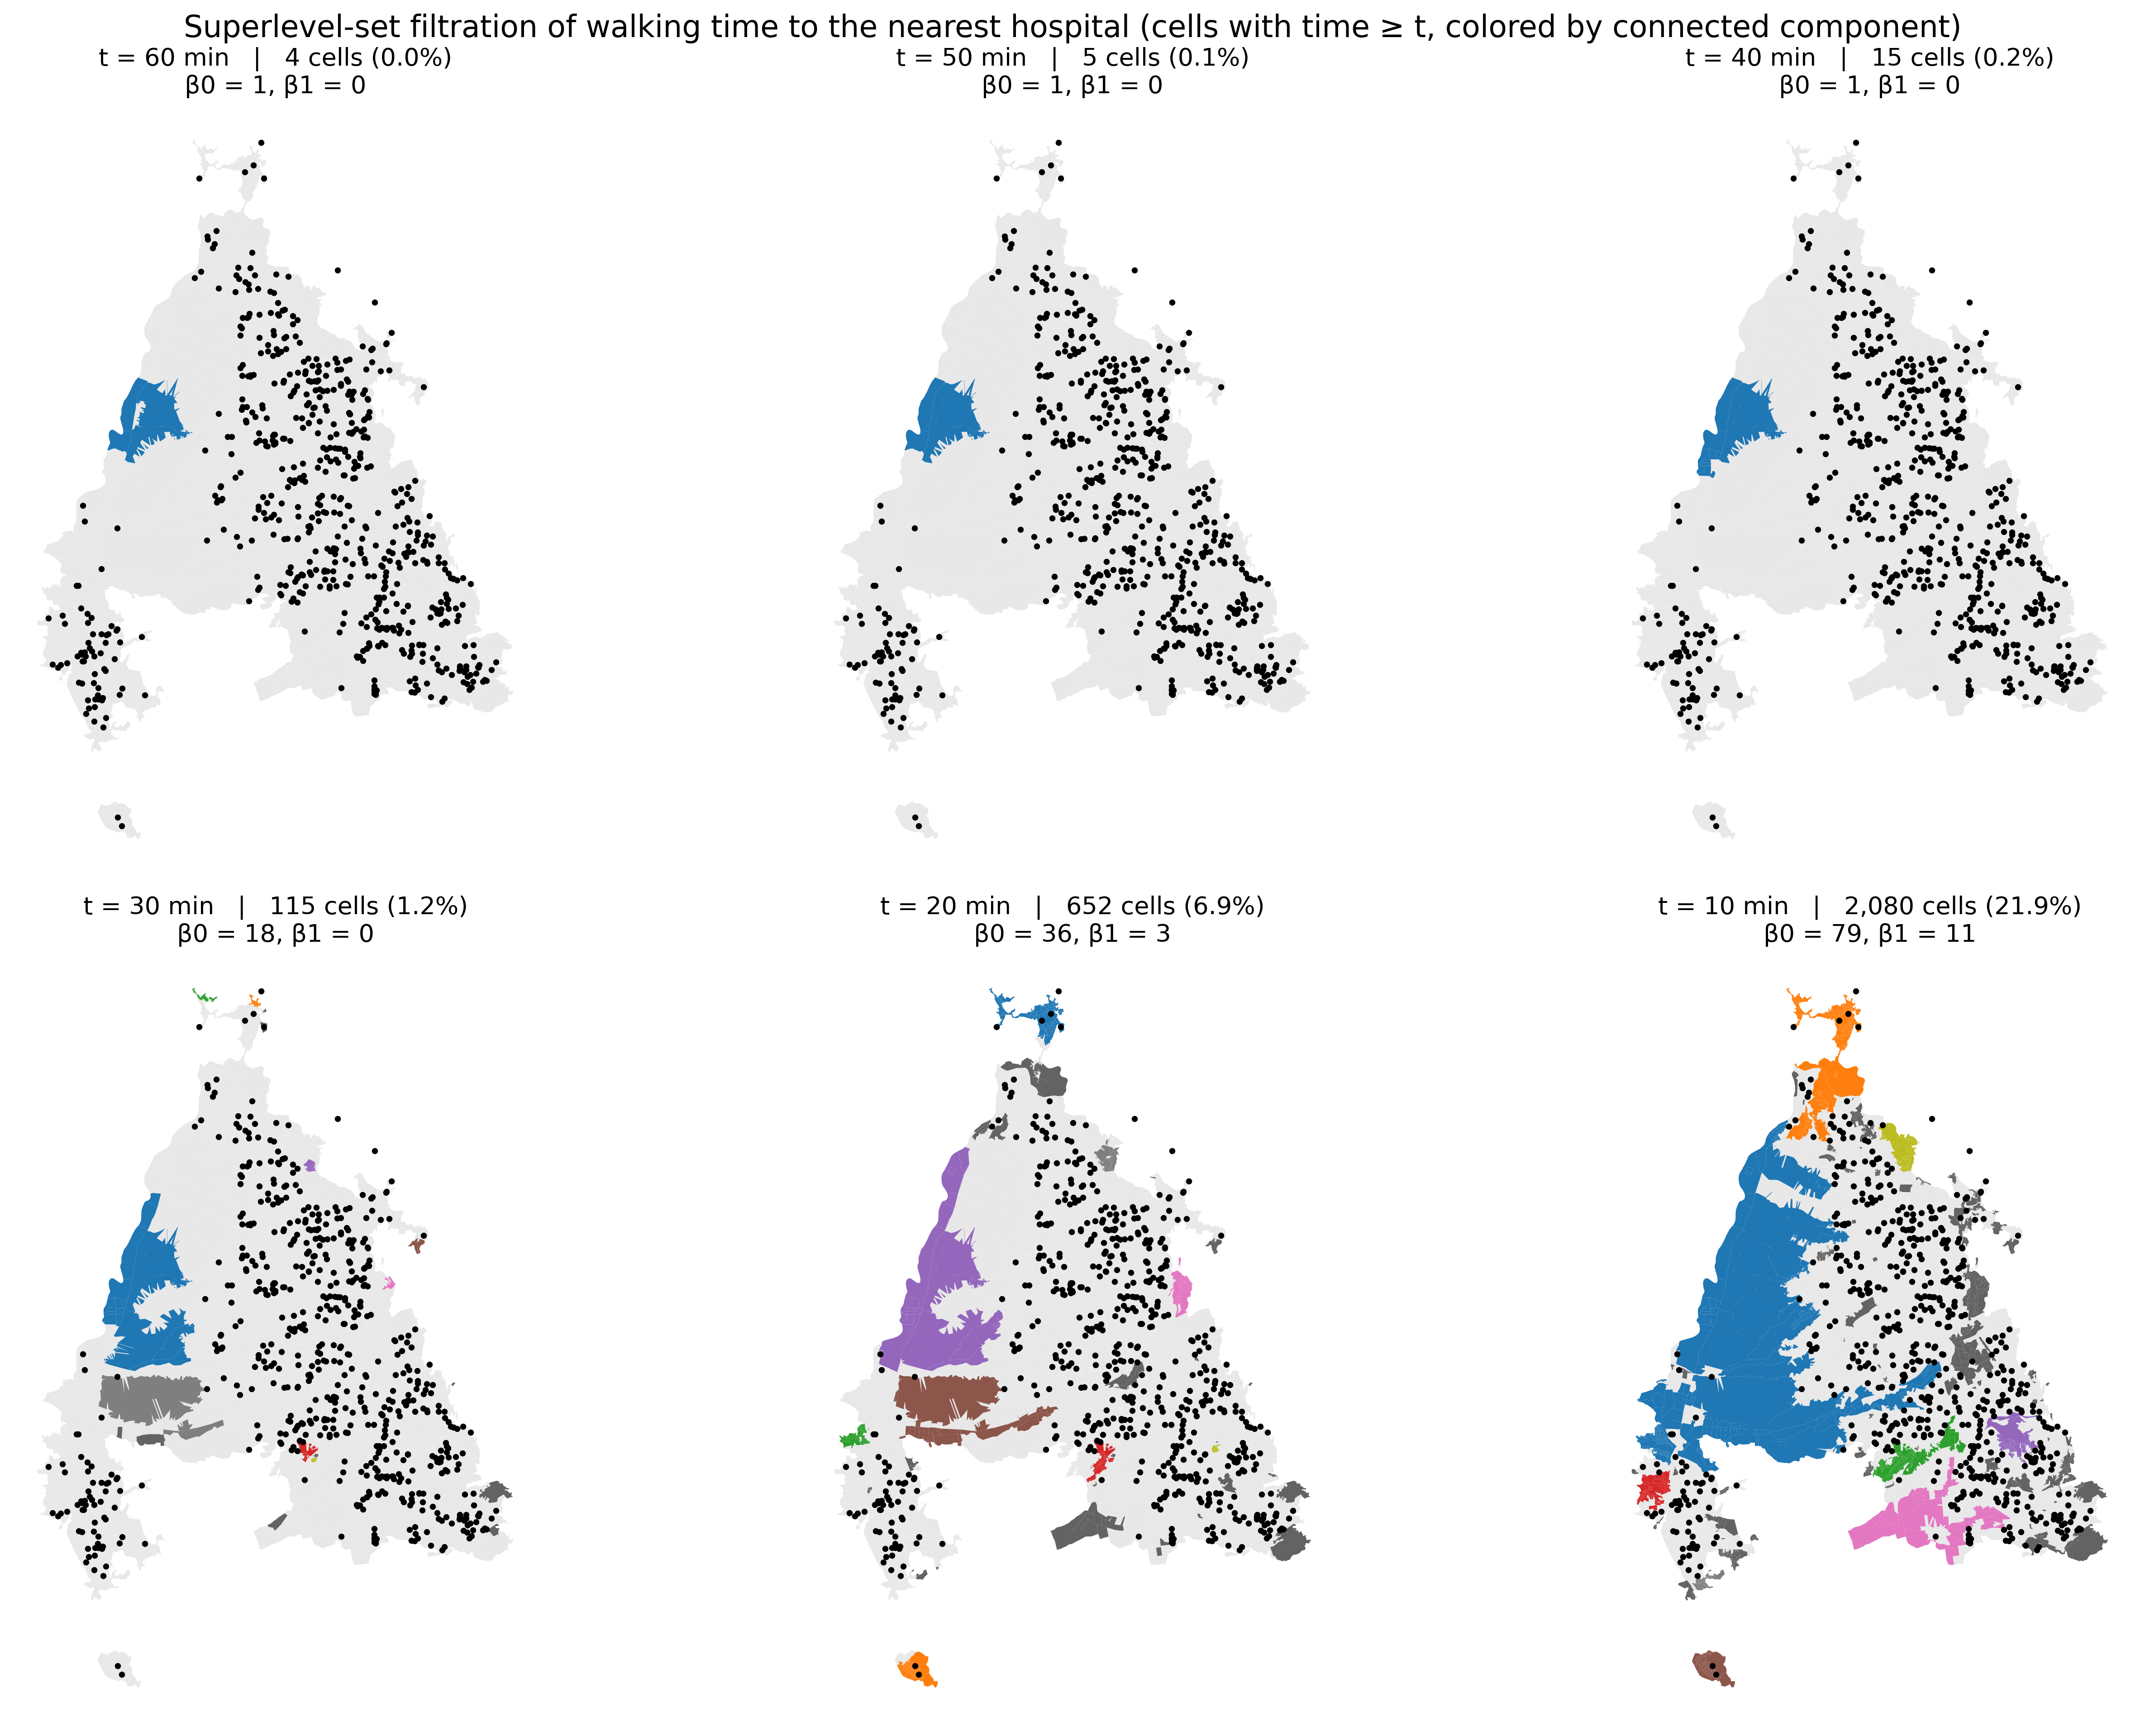 Superlevel-set filtration of walking time to the nearest hospital (cells with time ≥ t, colored by connected component)
t = 60 min | 4 cells (0.0%)
β0 = 1, β1 = 0
t = 50 min | 5 cells (0.1%)
β0 = 1, β1 = 0
t = 40 min | 15 cells (0.2%)
β0 = 1, β1 = 0
t = 30 min | 115 cells (1.2%)
β0 = 18, β1 = 0
t = 20 min | 652 cells (6.9%)
β0 = 36, β1 = 3
t = 10 min | 2,080 cells (21.9%)
β0 = 79, β1 = 11